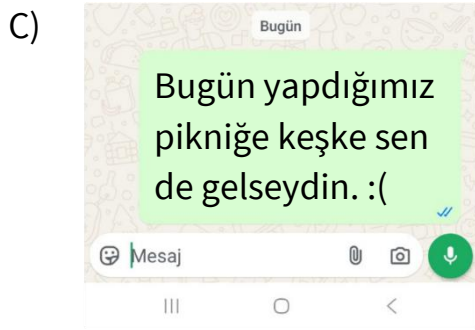 C)
Bugün
Bugün yapdığımız
pikniğe keşke sen
de gelseydin. :(
Mesaj